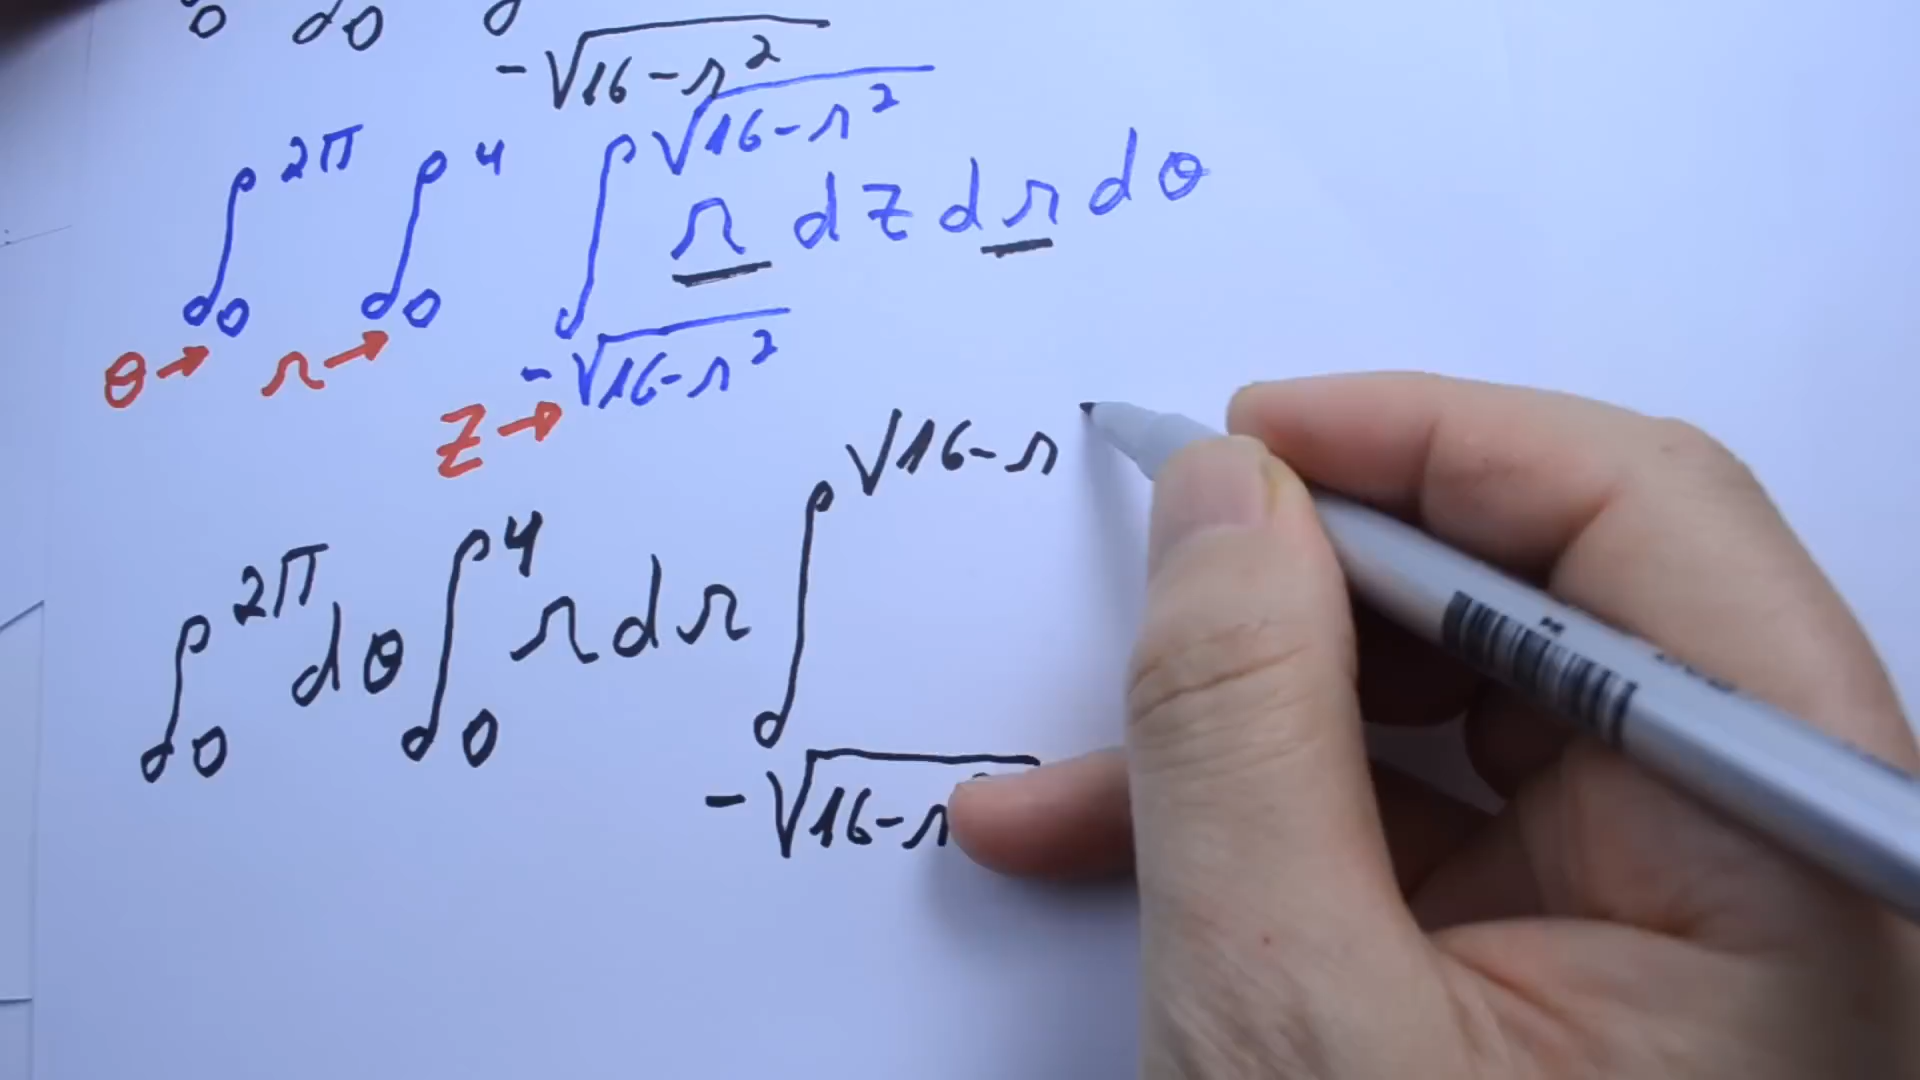 -√16-r²
∫₀^2π ∫₀^4 ∫_-√16-r²^√16-r² r dz dr dθ
θ→ r→
z→
∫₀^2π dθ ∫₀^4 r dr ∫_-√16-r^√16-r